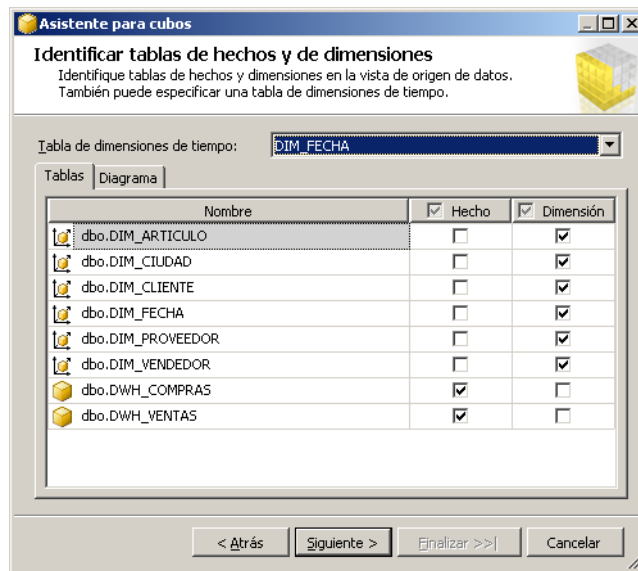 Asistente para cubos
Identificar tablas de hechos y de dimensiones
Identifique tablas de hechos y dimensiones en la vista de origen de datos.
También puede especificar una tabla de dimensiones de tiempo.
Tabla de dimensiones de tiempo: DIM_FECHA
Tablas Diagrama
Nombre Hecho Dimensión
dbo.DIM_ARTICULO
dbo.DIM_CIUDAD
dbo.DIM_CLIENTE
dbo.DIM_FECHA
dbo.DIM_PROVEEDOR
dbo.DIM_VENDEDOR
dbo.DWH_COMPRAS
dbo.DWH_VENTAS
< Atrás Siguiente > Finalizar >>| Cancelar